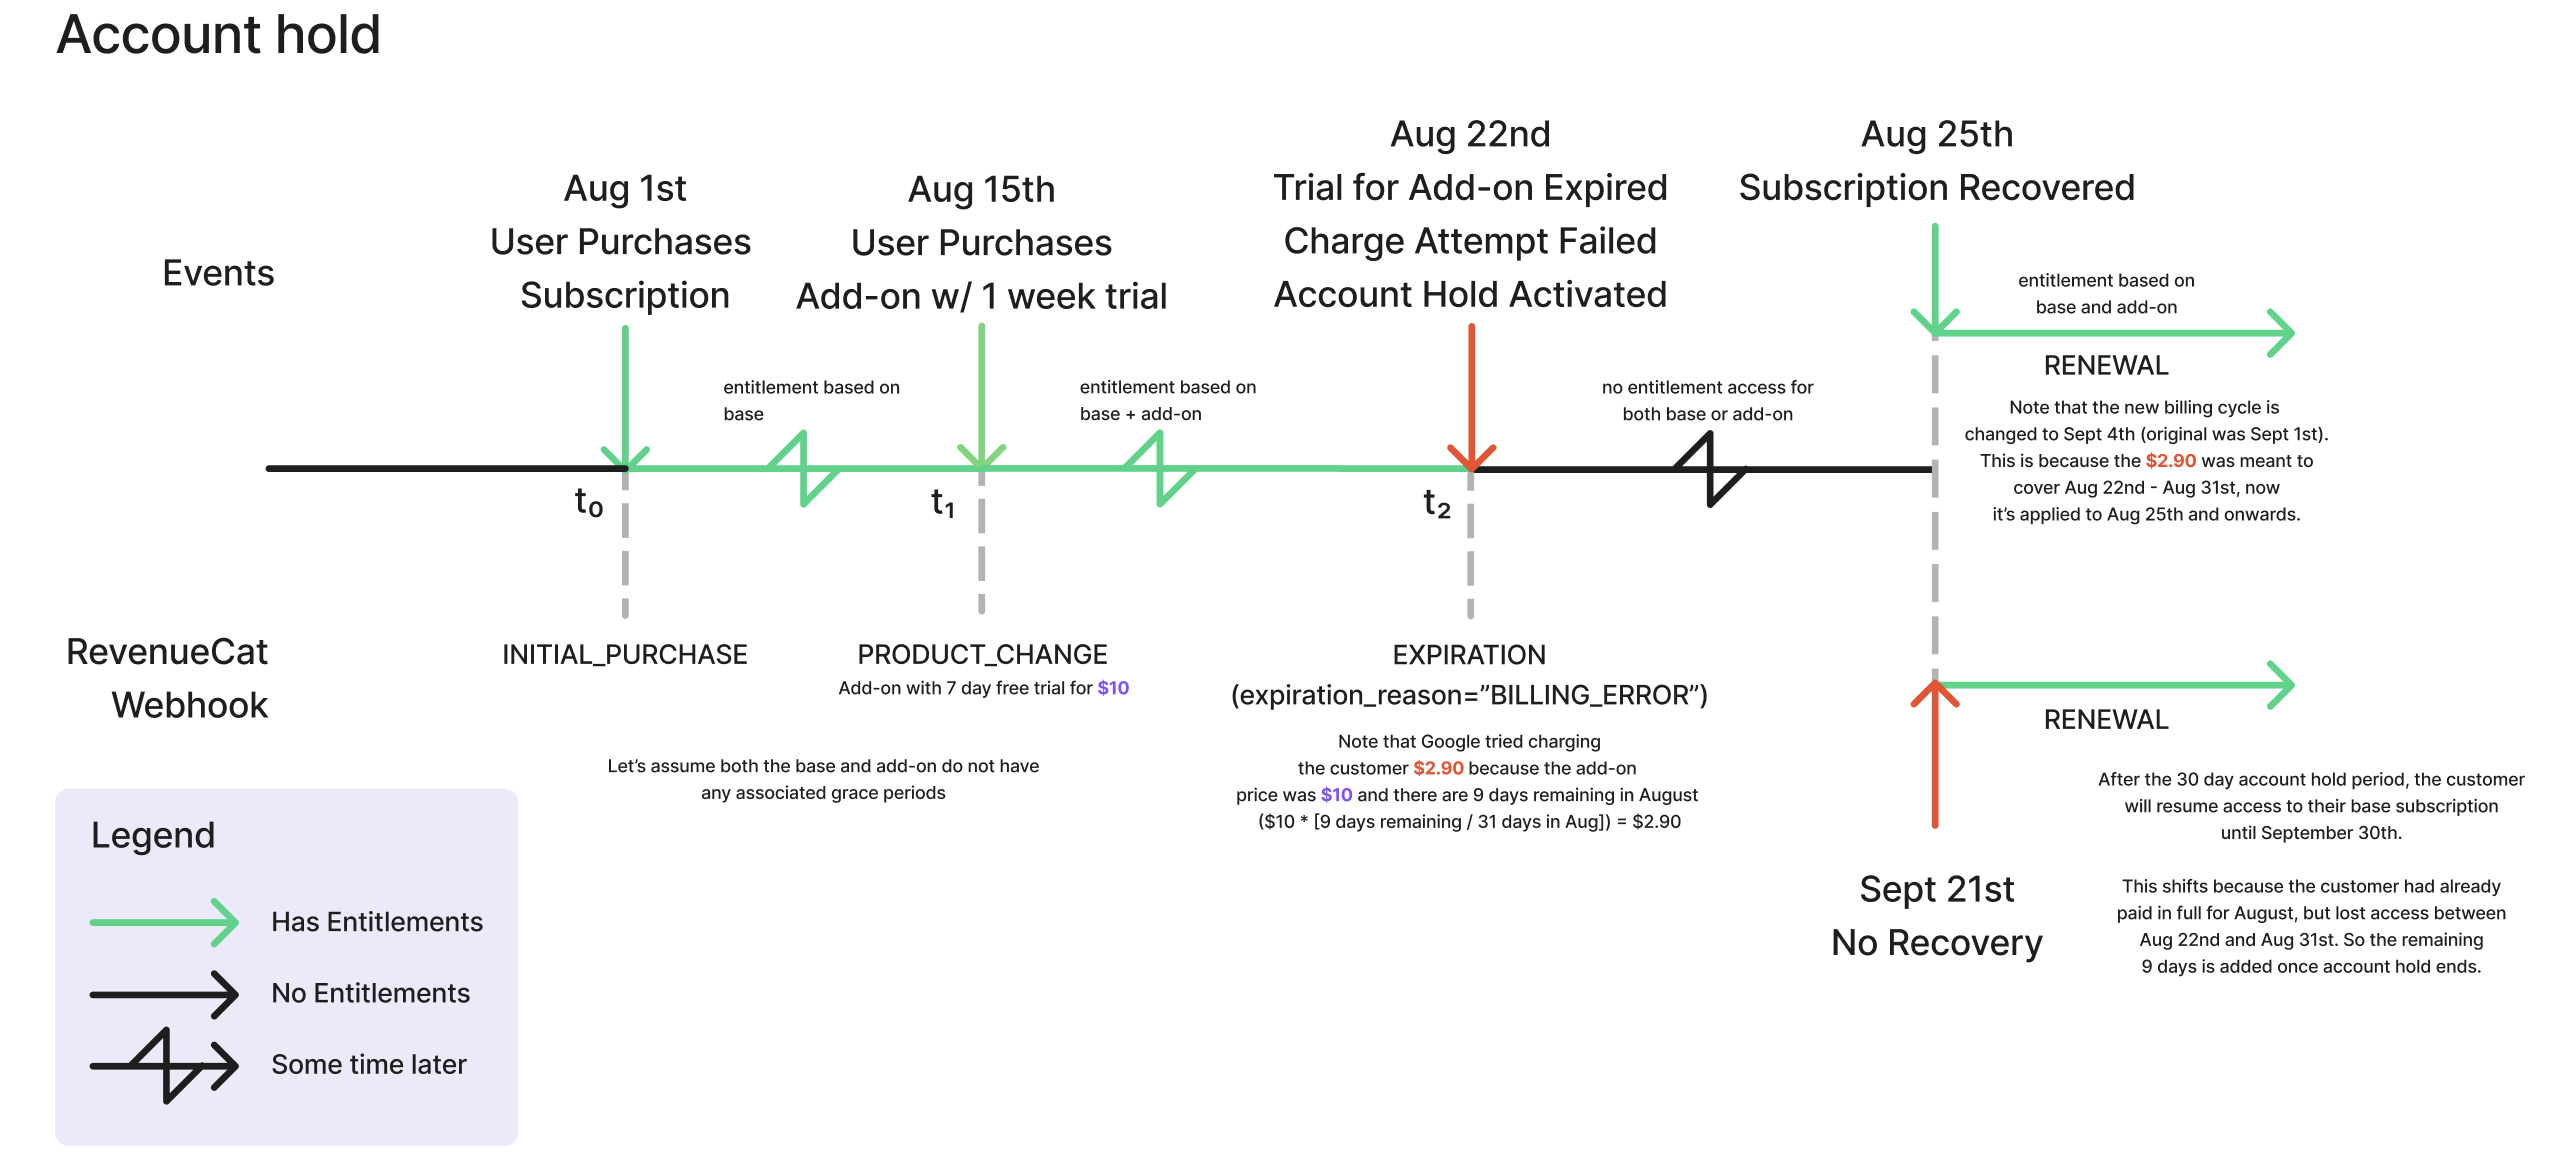 Account hold
Events
Aug 1st
User Purchases
Subscription
Aug 15th
User Purchases
Add-on w/ 1 week trial
Aug 22nd
Trial for Add-on Expired
Charge Attempt Failed
Account Hold Activated
Aug 25th
Subscription Recovered
entitlement based on
base
entitlement based on
base + add-on
no entitlement access for
both base or add-on
entitlement based on
base and add-on
RENEWAL
Note that the new billing cycle is
changed to Sept 4th (original was Sept 1st).
This is because the $2.90 was meant to
cover Aug 22nd - Aug 31st, now
it’s applied to Aug 25th and onwards.
t₀
t₁
t₂
RevenueCat
Webhook
INITIAL_PURCHASE
PRODUCT_CHANGE
Add-on with 7 day free trial for $10
Let’s assume both the base and add-on do not have
any associated grace periods
EXPIRATION
(expiration_reason=”BILLING_ERROR”)
Note that Google tried charging
the customer $2.90 because the add-on
price was $10 and there are 9 days remaining in August
($10 * [9 days remaining / 31 days in Aug]) = $2.90
RENEWAL
After the 30 day account hold period, the customer
will resume access to their base subscription
until September 30th.
This shifts because the customer had already
paid in full for August, but lost access between
Aug 22nd and Aug 31st. So the remaining
9 days is added once account hold ends.
Sept 21st
No Recovery
Legend
Has Entitlements
No Entitlements
Some time later